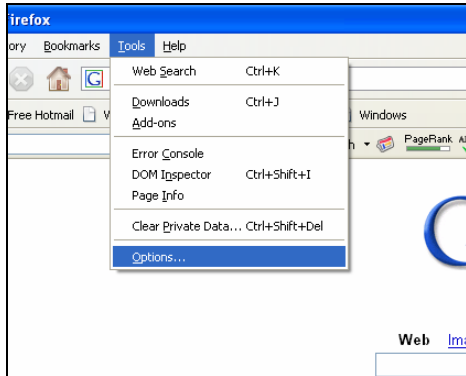 irefox
ory Bookmarks Tools Help
G
Web Search Ctrl+K
Downloads Ctrl+J
Add-ons
Error Console
DOM Inspector Ctrl+Shift+I
Page Info
Clear Private Data... Ctrl+Shift+Del
Options...
Free Hotmail
Windows
PageRank
Web Ima